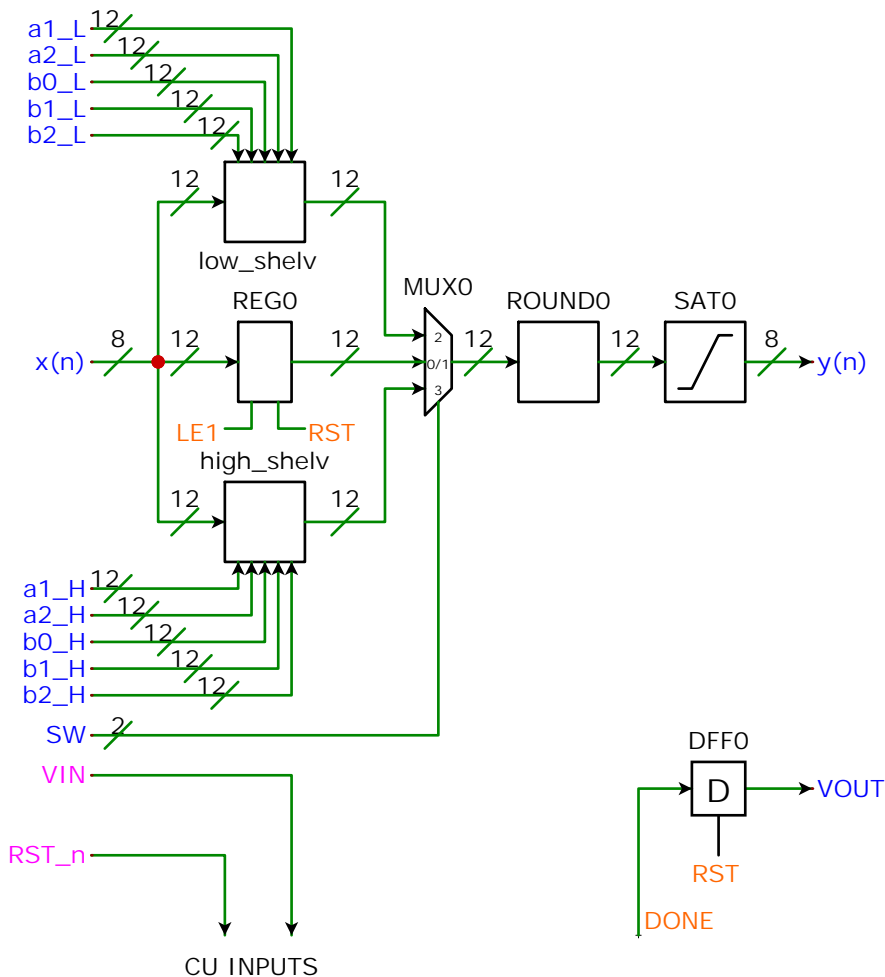 a1_L 12
a2_L 12
b0_L 12
b1_L 12
b2_L 12
12 12
low_shelv
REG0 MUX0 ROUND0 SAT0
x(n) 8 12 12 2 0/1 3 12 12 8 y(n)
LE1 RST
high_shelv
12 12
a1_H 12
a2_H 12
b0_H 12
b1_H 12
b2_H 12
SW 2
DFF0
VIN
D VOUT
RST_n
RST
DONE
CU INPUTS